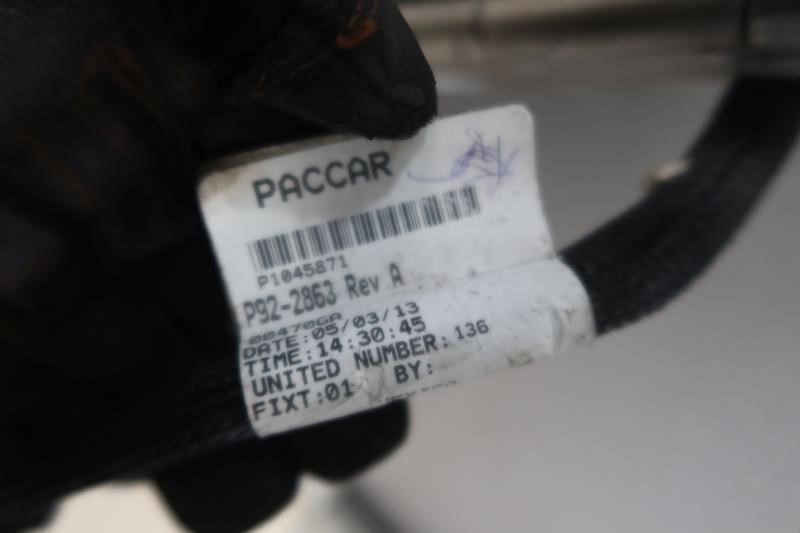 PACCAR
P1045871
P92-2863 Rev A
00470GA
DATE:05/03/13
TIME:14:30:45
UNITED NUMBER:136
FIXT:01 BY: